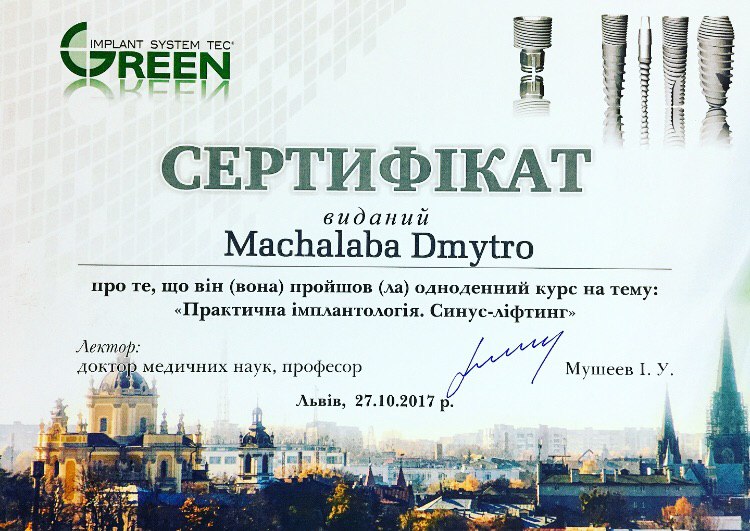 IMPLANT SYSTEM TEC®
GREEN
СЕРТИФІКАТ
виданий
Machalaba Dmytro
про те, що він (вона) пройшов (ла) одноденний курс на тему:
«Практична імплантологія. Синус-ліфтинг»
Лектор:
доктор медичних наук, професор
Мушеев І. У.
Львів, 27.10.2017 р.